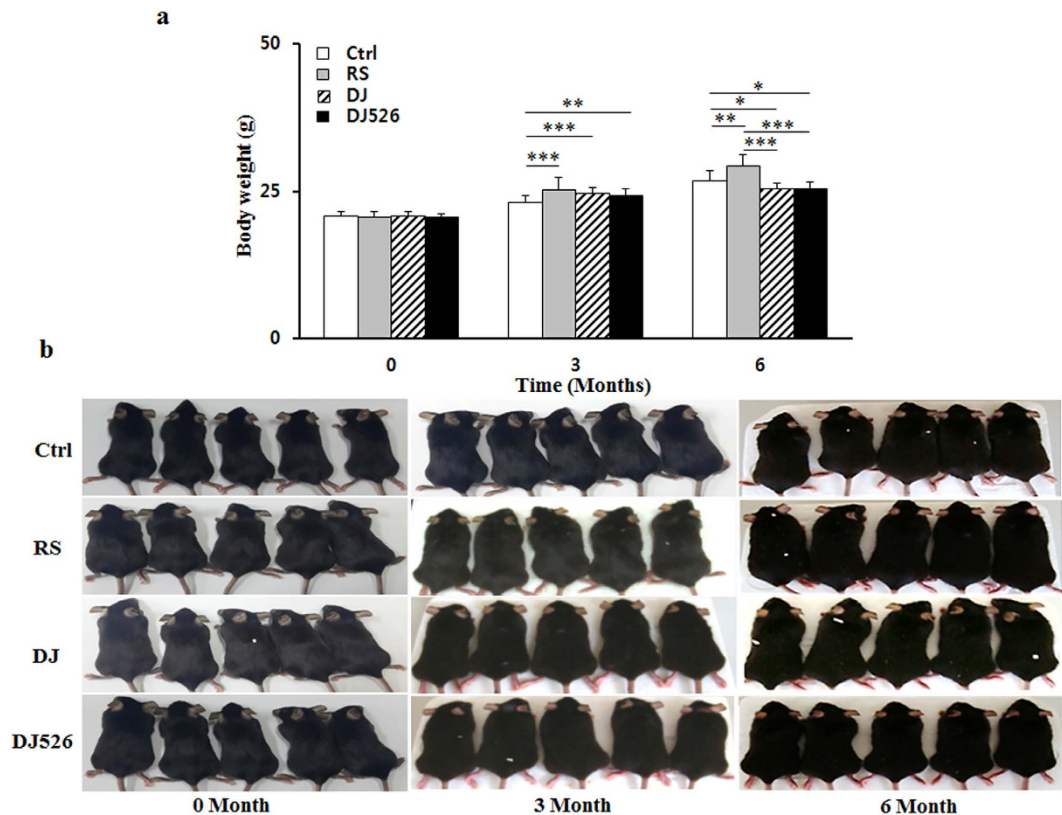 a
50
25
0
Body weight (g)
Ctrl
RS
DJ
DJ526
***
***
**
**
*
*
***
***
0
3
6
Time (Months)
b
Ctrl
RS
DJ
DJ526
0 Month
3 Month
6 Month